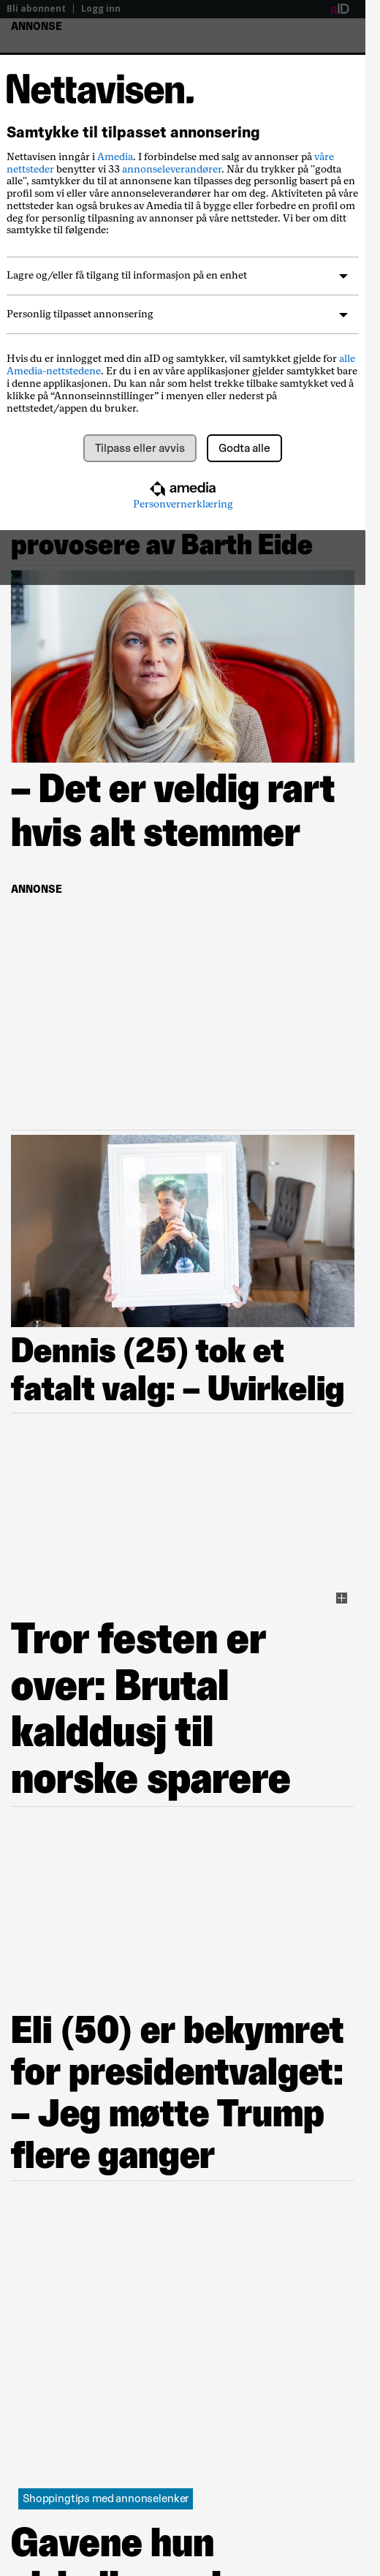 Bli abonnent
Logg inn
aID
ANNONSE
Nettavisen.
Samtykke til tilpasset annonsering
Nettavisen inngår i Amedia. I forbindelse med salg av annonser på våre
nettsteder benytter vi 33 annonseleverandører. Når du trykker på "godta
alle", samtykker du til at annonsene kan tilpasses deg personlig basert på en
profil som vi eller våre annonseleverandører har om deg. Aktiviteten på våre
nettsteder kan også brukes av Amedia til å bygge eller forbedre en profil om
deg for personlig tilpasning av annonser på våre nettsteder. Vi ber om ditt
samtykke til følgende:
Lagre og/eller få tilgang til informasjon på en enhet
Personlig tilpasset annonsering
Hvis du er innlogget med din aID og samtykker, vil samtykket gjelde for alle
Amedia-nettstedene. Er du i en av våre applikasjoner gjelder samtykket bare
i denne applikasjonen. Du kan når som helst trekke tilbake samtykket ved å
klikke på “Annonseinnstillinger” i menyen eller nederst på
nettstedet/appen du bruker.
Tilpass eller avvis
Godta alle
amedia
Personvernerklæring
provosere av Barth Eide
– Det er veldig rart
hvis alt stemmer
ANNONSE
Dennis (25) tok et
fatalt valg: – Uvirkelig
Tror festen er
over: Brutal
kalddusj til
norske sparere
Eli (50) er bekymret
for presidentvalget:
– Jeg møtte Trump
flere ganger
Shoppingtips med annonselenker
Gavene hun